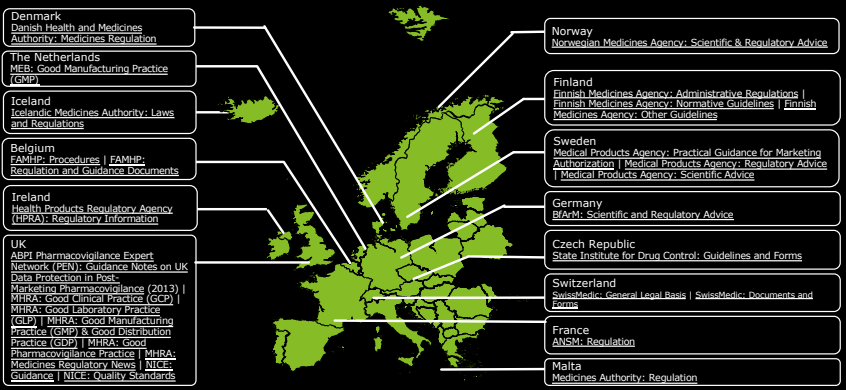 Denmark
Danish Health and Medicines
Authority: Medicines Regulation
The Netherlands
MEB: Good Manufacturing Practice
(GMP)
Iceland
Icelandic Medicines Authority: Laws
and Regulations
Belgium
FAMHP: Procedures | FAMHP:
Regulation and Guidance Documents
Ireland
Health Products Regulatory Agency
(HPRA): Regulatory Information
UK
ABPI Pharmacovigilance Expert
Network (PEN): Guidance Notes on UK
Data Protection in Post-
Marketing Pharmacovigilance (2013) |
MHRA: Good Clinical Practice (GCP) |
MHRA: Good Laboratory Practice
(GLP) | MHRA: Good Manufacturing
Practice (GMP) & Good Distribution
Practice (GDP) | MHRA: Good
Pharmacovigilance Practice | MHRA:
Medicines Regulatory News | NICE:
Guidance | NICE: Quality Standards
Norway
Norwegian Medicines Agency: Scientific & Regulatory Advice
Finland
Finnish Medicines Agency: Administrative Regulations |
Finnish Medicines Agency: Normative Guidelines | Finnish
Medicines Agency: Other Guidelines
Sweden
Medical Products Agency: Practical Guidance for Marketing
Authorization | Medical Products Agency: Regulatory Advice
| Medical Products Agency: Scientific Advice
Germany
BfArM: Scientific and Regulatory Advice
Czech Republic
State Institute for Drug Control: Guidelines and Forms
Switzerland
SwissMedic: General Legal Basis | SwissMedic: Documents and
Forms
France
ANSM: Regulation
Malta
Medicines Authority: Regulation